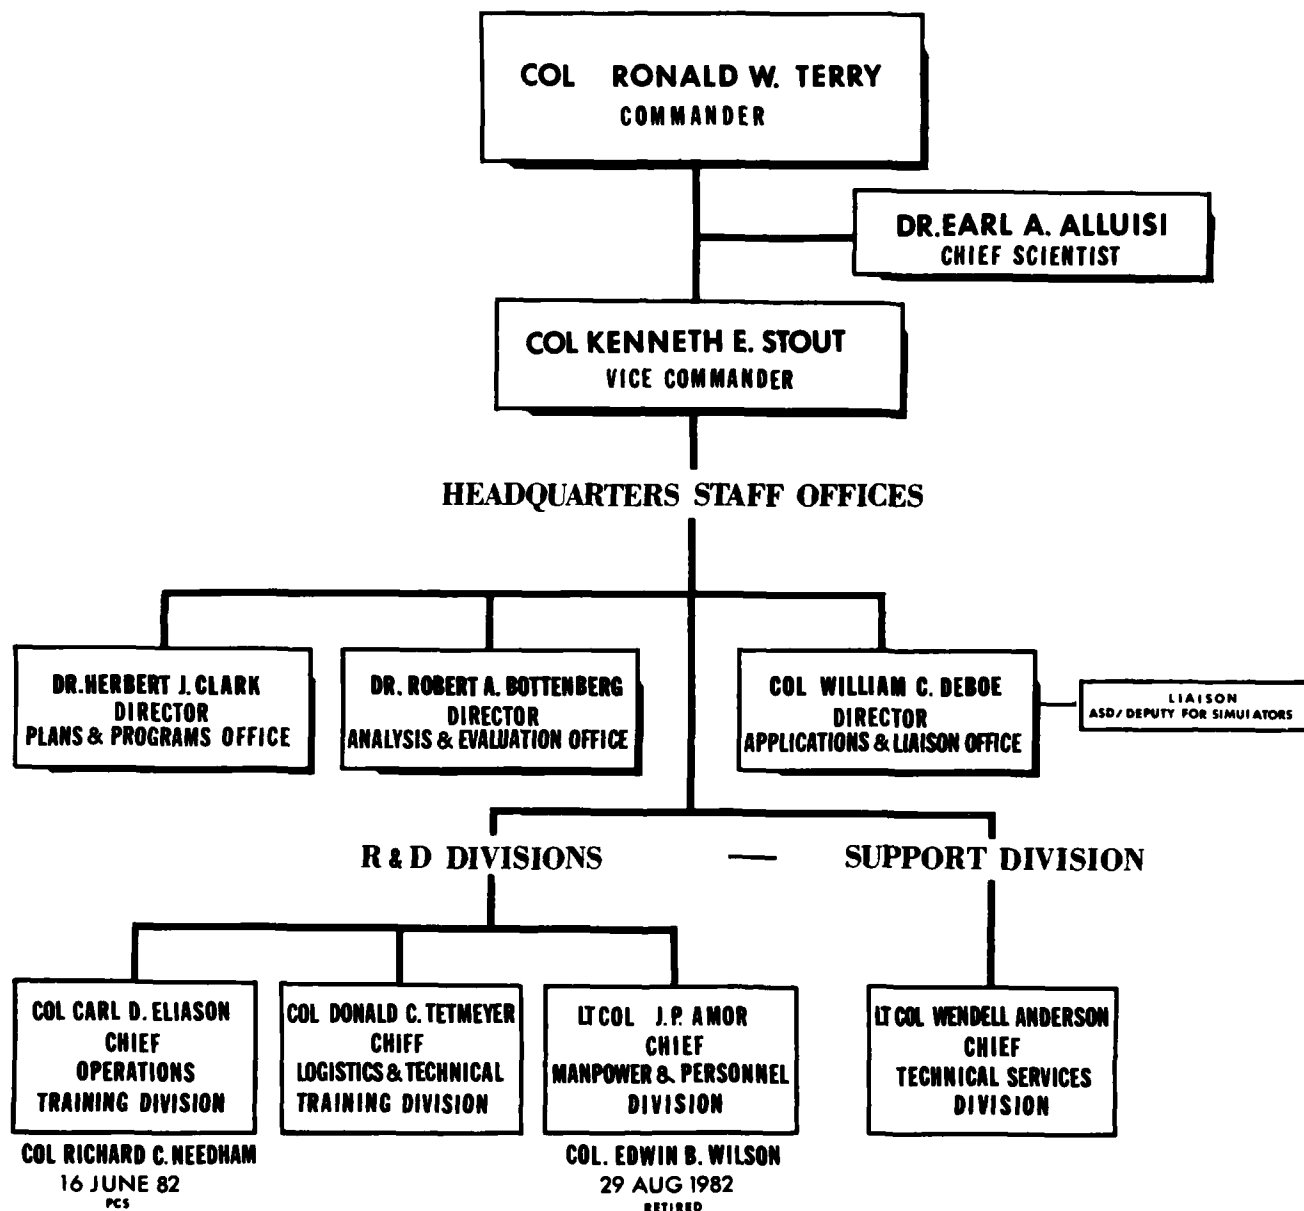 COL RONALD W. TERRY
COMMANDER
DR. EARL A. ALLUISI
CHIEF SCIENTIST
COL KENNETH E. STOUT
VICE COMMANDER
HEADQUARTERS STAFF OFFICES
DR. HERBERT J. CLARK
DIRECTOR
PLANS & PROGRAMS OFFICE
DR. ROBERT A. BOTTENBERG
DIRECTOR
ANALYSIS & EVALUATION OFFICE
COL WILLIAM C. DEBOE
DIRECTOR
APPLICATIONS & LIAISON OFFICE
LIAISON
ASD/DEPUTY FOR SIMUIATORS
R & D DIVISIONS — SUPPORT DIVISION
COL CARL D. ELIASON
CHIEF
OPERATIONS
TRAINING DIVISION
COL RICHARD C. NEEDHAM
16 JUNE 82
PCS
COL DONALD C. TETMEYER
CHIFF
LOGISTICS & TECHNICAL
TRAINING DIVISION
LT COL J.P. AMOR
CHIEF
MANPOWER & PERSONNEL
DIVISION
COL. EDWIN B. WILSON
29 AUG 1982
RETIRED
LT COL WENDELL ANDERSON
CHIEF
TECHNICAL SERVICES
DIVISION